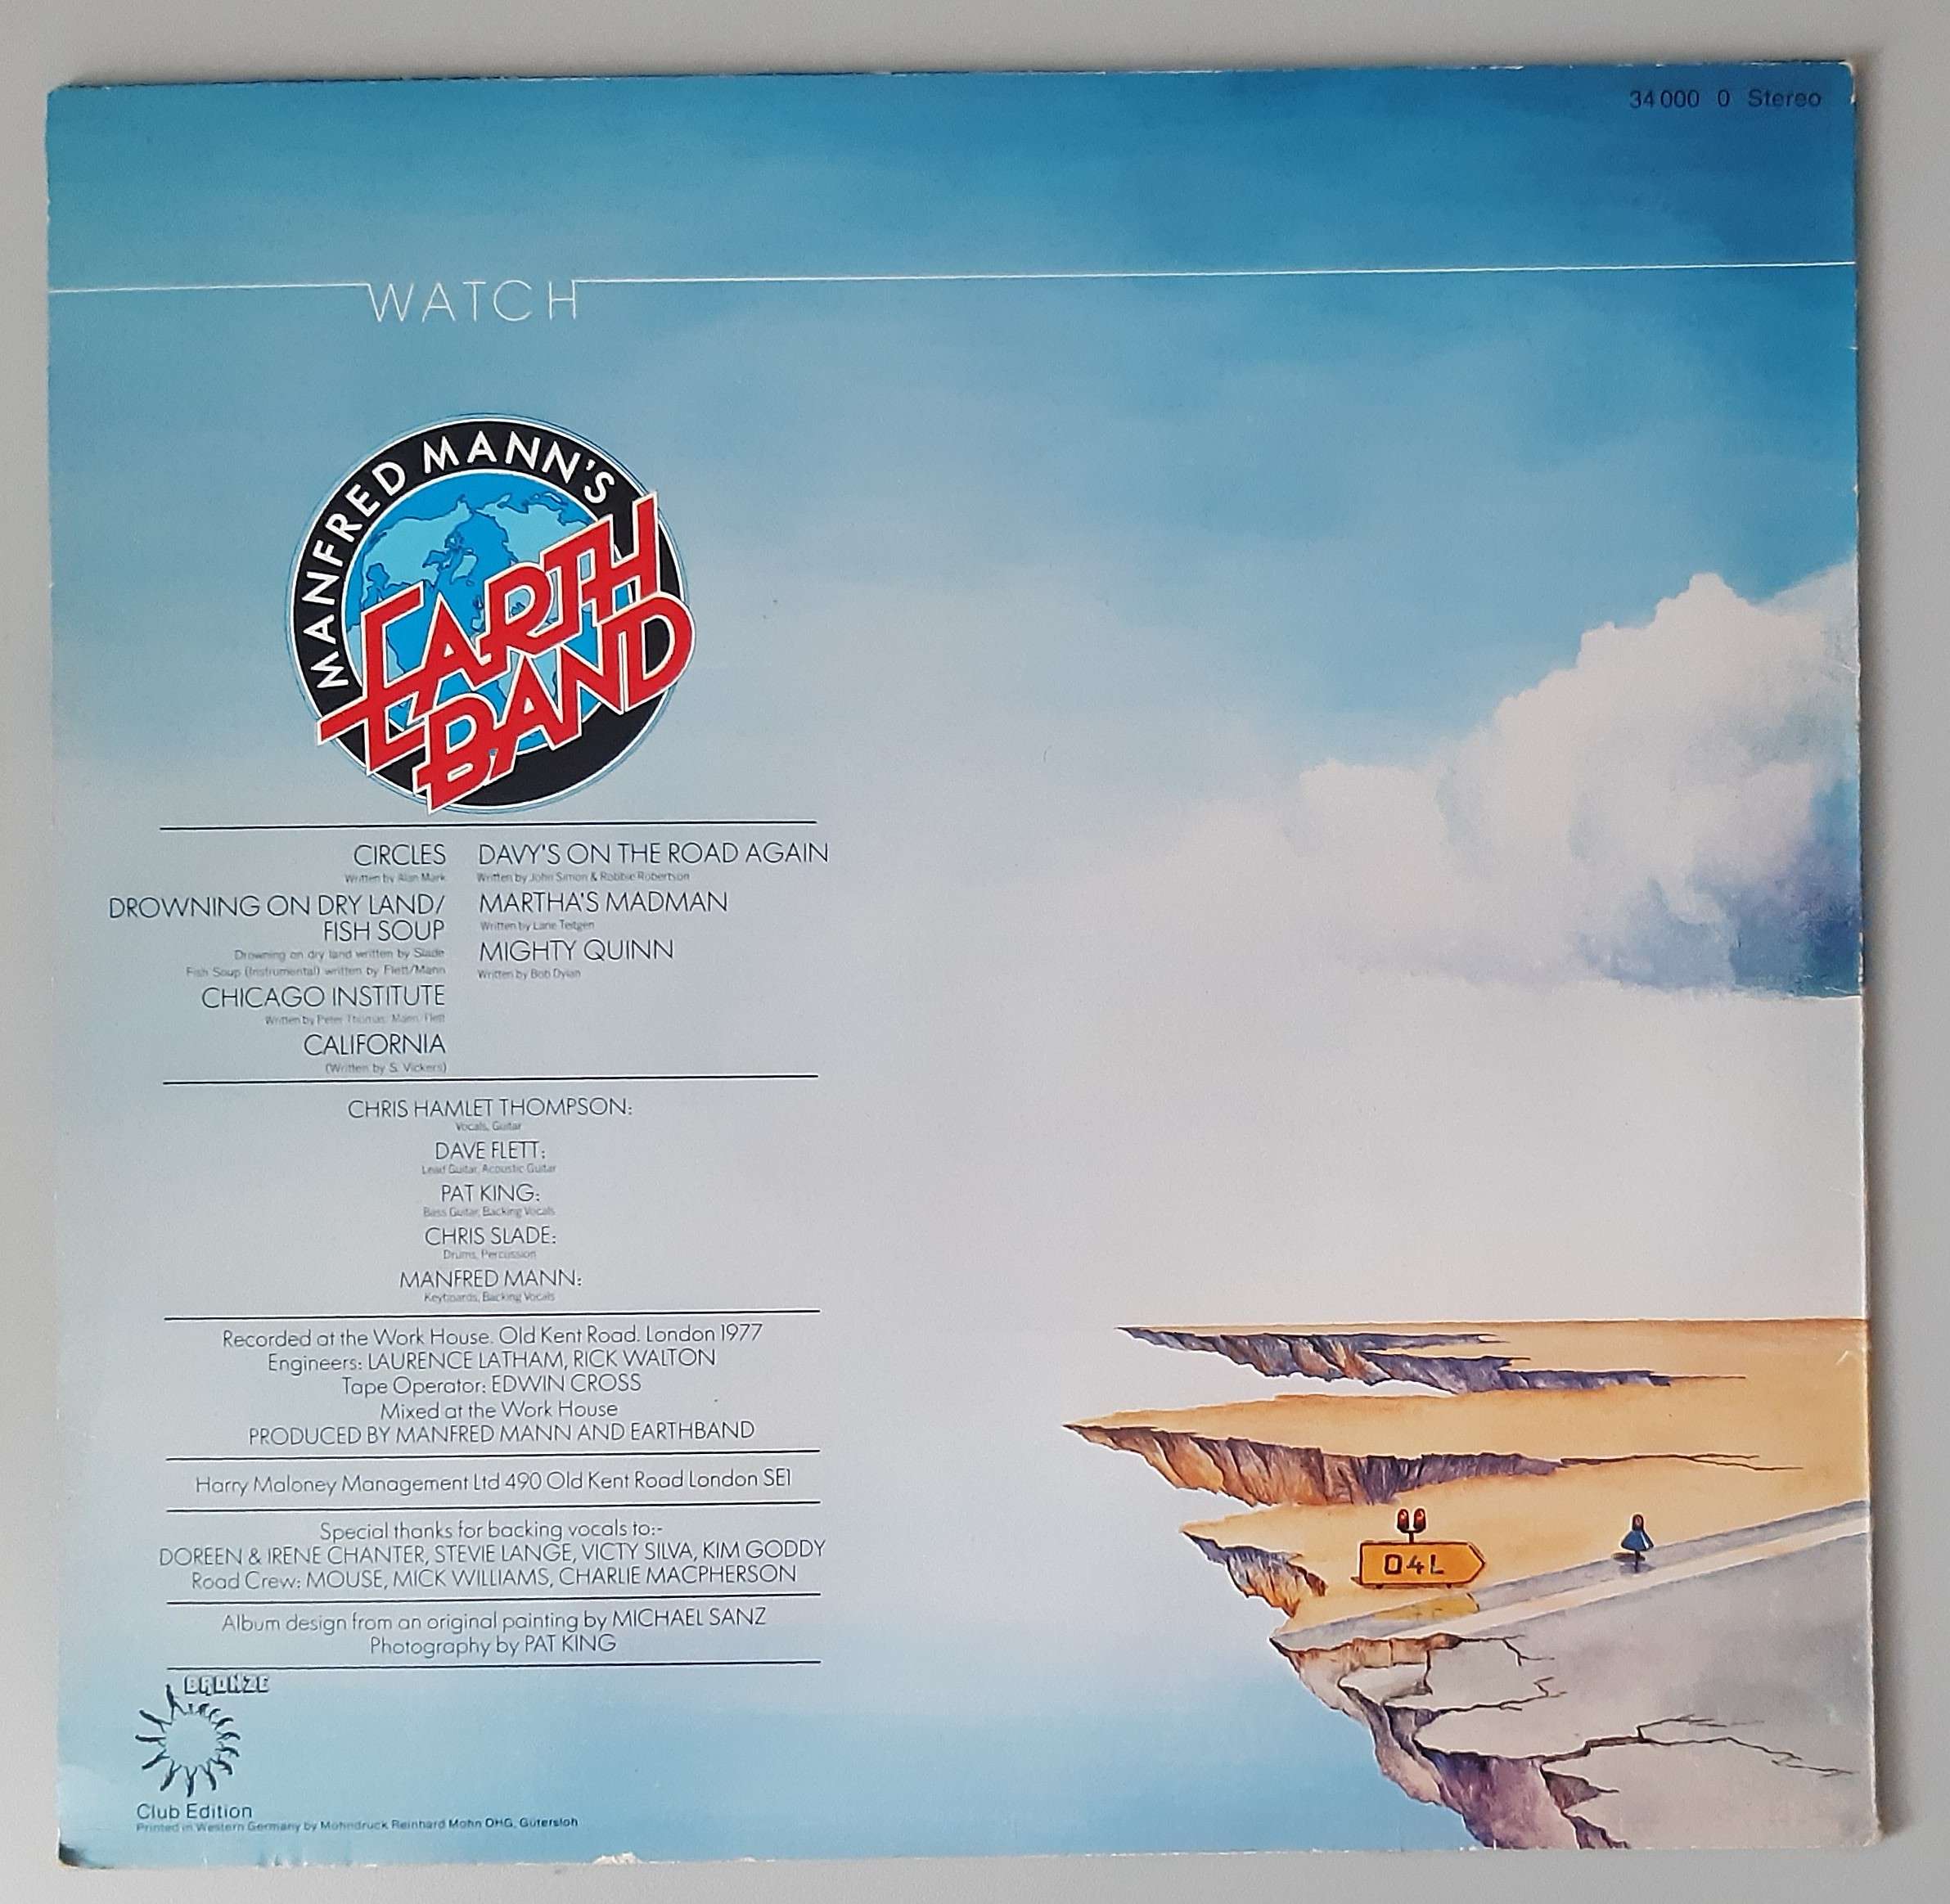 34 000 0 Stereo
WATCH
MANFRED MANN'S
EARTH
BAND
CIRCLES
Written by Alan Mark
DROWNING ON DRY LAND/
FISH SOUP
Drowning on dry land written by Slade
Fish Soup (Instrumental) written by Flett/Mann
CHICAGO INSTITUTE
Written by Peter Thomas, Mann, Flett
CALIFORNIA
(Written by S. Vickers)
DAVY'S ON THE ROAD AGAIN
Written by John Simon & Robbie Robertson
MARTHA'S MADMAN
Written by Lane Tietgen
MIGHTY QUINN
Written by Bob Dylan
CHRIS HAMLET THOMPSON:
Vocals, Guitar
DAVE FLETT:
Lead Guitar, Acoustic Guitar
PAT KING:
Bass Guitar, Backing Vocals
CHRIS SLADE:
Drums, Percussion
MANFRED MANN:
Keyboards, Backing Vocals
Recorded at the Work House. Old Kent Road. London 1977
Engineers: LAURENCE LATHAM, RICK WALTON
Tape Operator: EDWIN CROSS
Mixed at the Work House
PRODUCED BY MANFRED MANN AND EARTHBAND
Harry Maloney Management Ltd 490 Old Kent Road London SE1
Special thanks for backing vocals to:-
DOREEN & IRENE CHANTER, STEVIE LANGE, VICTY SILVA, KIM GODDY
Road Crew: MOUSE, MICK WILLIAMS, CHARLIE MACPHERSON
Album design from an original painting by MICHAEL SANZ
Photography by PAT KING
BRONZE
Club Edition
Printed in Western Germany by Mohndruck Reinhard Mohn OHG, Gütersloh
O4L